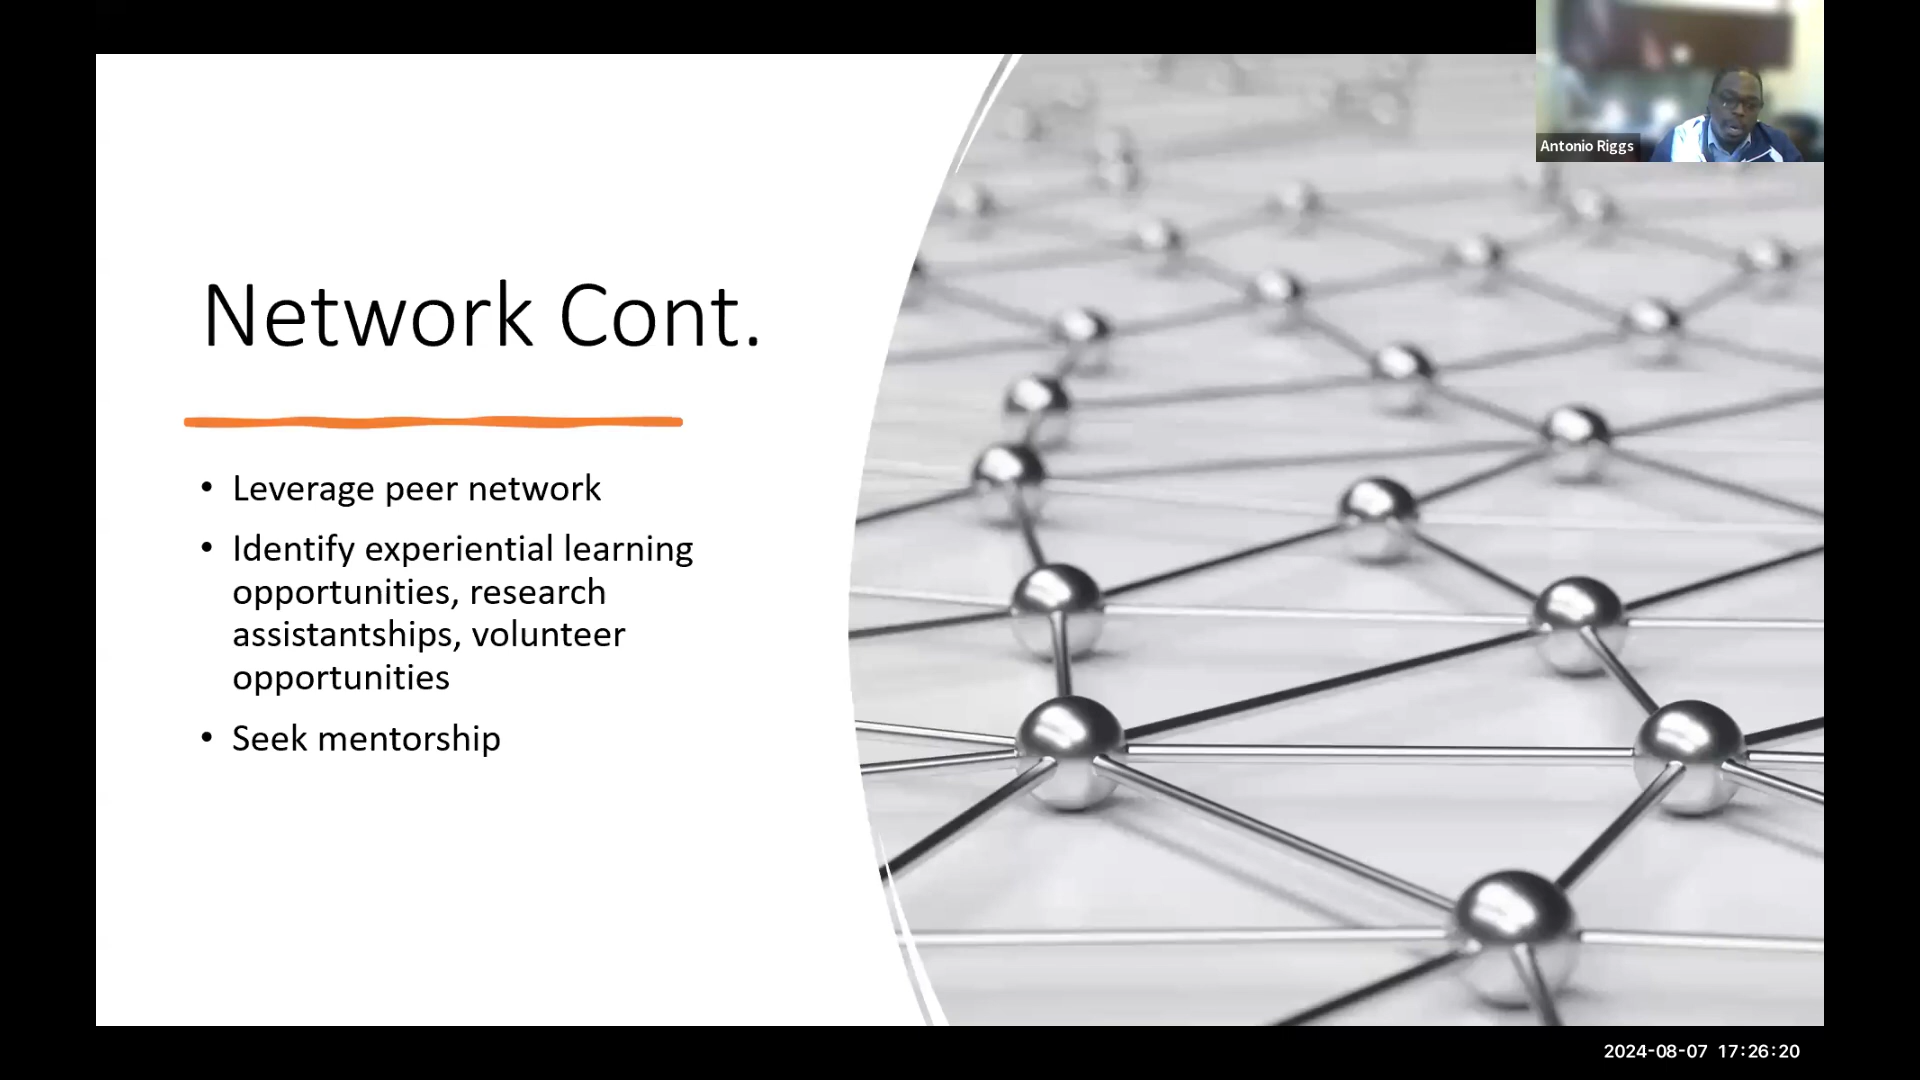 Antonio Riggs
Network Cont.
• Leverage peer network
• Identify experiential learning
opportunities, research
assistantships, volunteer
opportunities
• Seek mentorship
2024-08-07 17:26:20